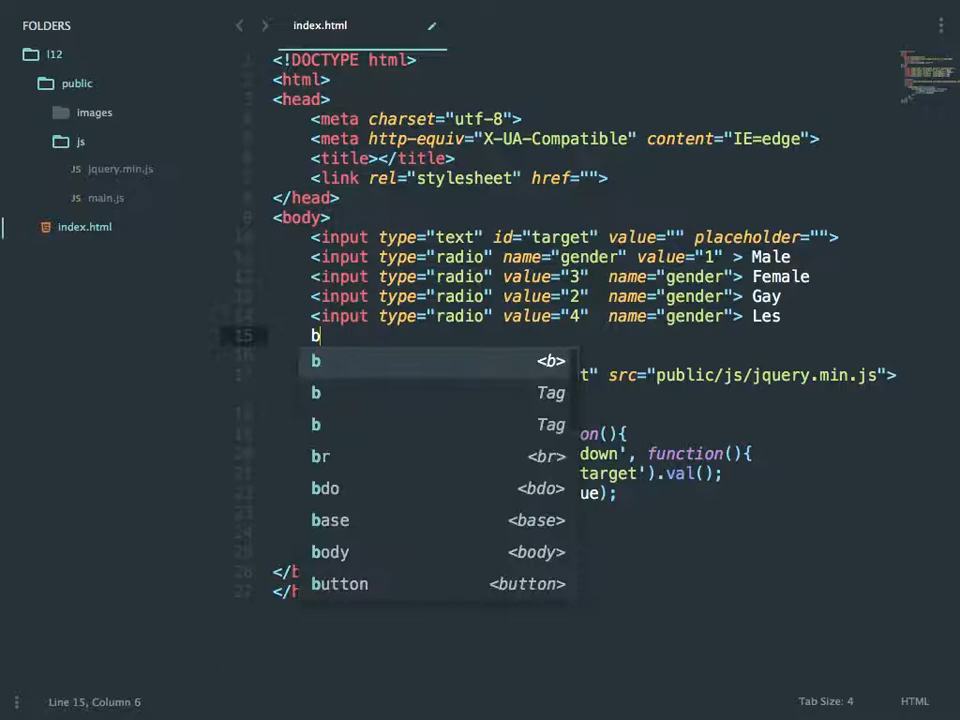 FOLDERS
l12
public
images
js
JS jquery.min.js
JS main.js
index.html
index.html
<!DOCTYPE html>
<html>
<head>
<meta charset="utf-8">
<meta http-equiv="X-UA-Compatible" content="IE=edge">
<title></title>
<link rel="stylesheet" href="">
</head>
<body>
<input type="text" id="target" value="" placeholder="">
<input type="radio" name="gender" value="1" > Male
<input type="radio" value="3"  name="gender"> Female
<input type="radio" value="2"  name="gender"> Gay
<input type="radio" value="4"  name="gender"> Les
15 b
b <b>
b Tag
b Tag
br <br>
bdo <bdo>
base <base>
body <body>
button <button>
t" src="public/js/jquery.min.js">
on(){
down', function(){
target').val();
ue);
</b
</h
Line 15, Column 6
Tab Size: 4
HTML